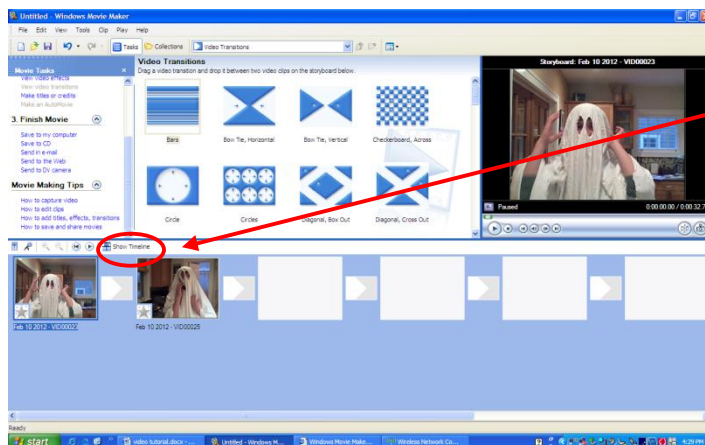 Untitled - Windows Movie Maker
File Edit View Tools Clip Play Help
Tasks Collections Video Transitions
Movie Tasks
View video effects
View video transitions
Make titles or credits
Make an AutoMovie
3. Finish Movie
Save to my computer
Save to CD
Send in e-mail
Send to the Web
Send to DV camera
Movie Making Tips
How to capture video
How to edit clips
How to add titles, effects, transitions
How to save and share movies
Video Transitions
Drag a video transition and drop it between two video clips on the storyboard below.
Bars
Bow Tie, Horizontal
Bow Tie, Vertical
Checkerboard, Across
Circle
Circles
Diagonal, Box Out
Diagonal, Cross Out
Storyboard: Feb 10 2012 - VID00023
Paused
0:00:00.00 / 0:00:32.7
Show Timeline
Feb 10 2012 - VID00023
Feb 10 2012 - VID00025
Ready
start
video tutorial.docx - ...
Untitled - Windows M...
Windows Movie Make...
Wireless Network Co...
4:29 PM